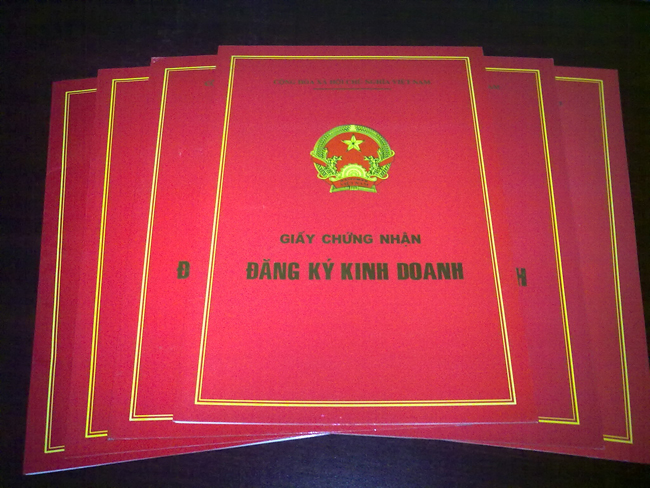 GIẤY CHỨNG NHẬN
ĐĂNG KÝ KINH DOANH
Đ
H